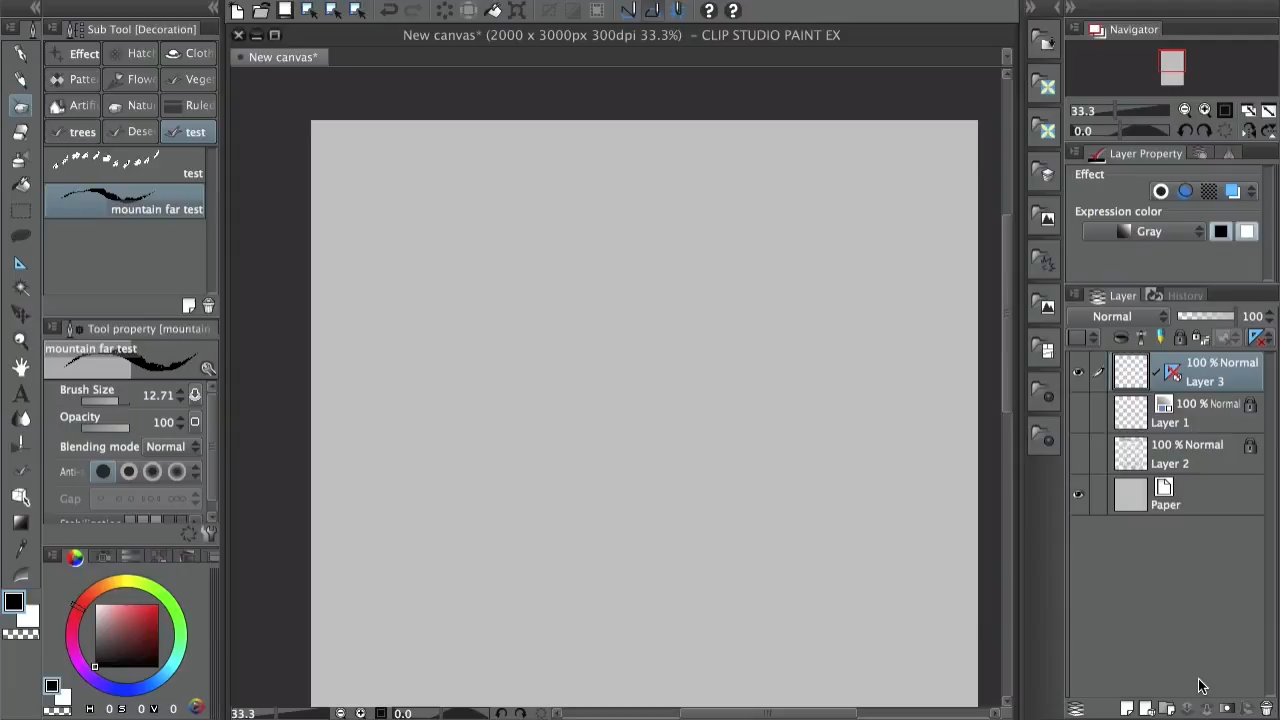 Sub Tool [Decoration]
New canvas* (2000 x 3000px 300dpi 33.3%) - CLIP STUDIO PAINT EX
Navigator
New canvas*
Effect
Hatch
Cloth
Patte
Flow
Vege
Artifi
Natu
Ruled
trees
Dese
test
test
mountain far test
33.3
0.0
Layer Property
Effect
Expression color
Gray
Layer
History
Normal
100
100 % Normal
Layer 3
100 % Normal
Layer 1
100 % Normal
Layer 2
Paper
Tool property [mountain
mountain far test
Brush Size
12.71
Opacity
100
Blending mode
Normal
Anti-
Cap
H 0 S 0 V 0
33.3
0.0